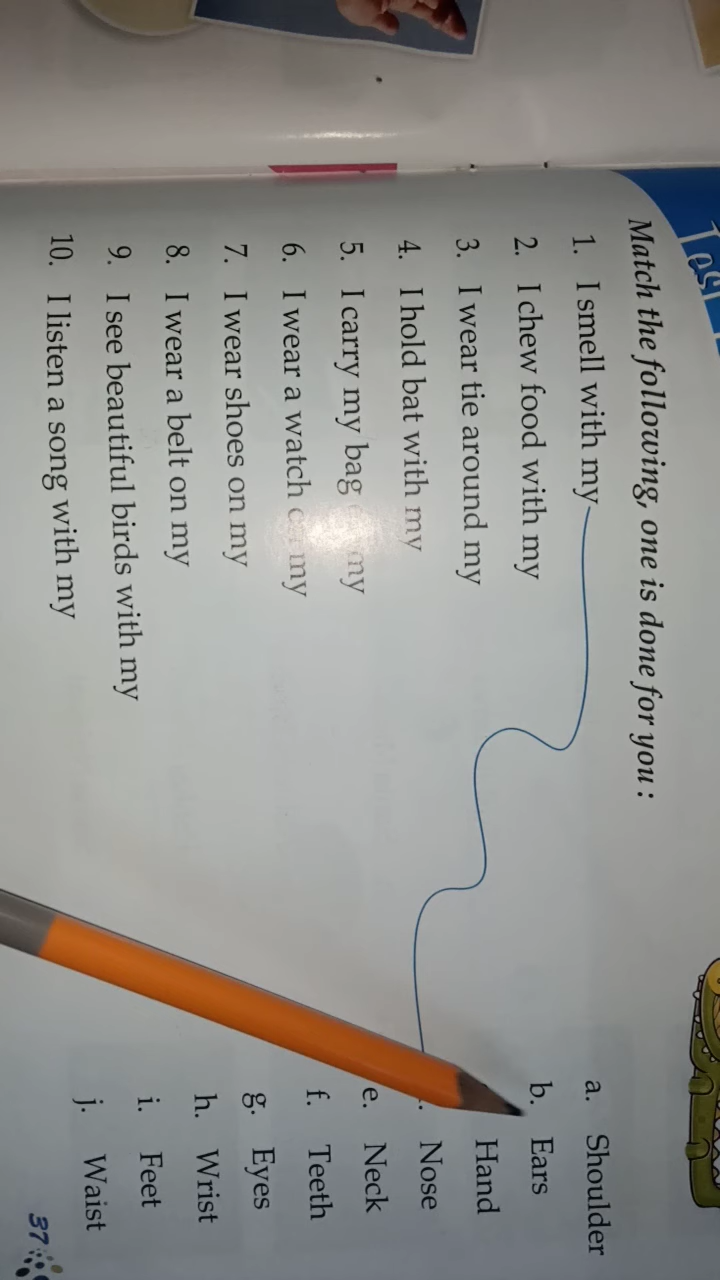 Match the following, one is done for you :
1. I smell with my
2. I chew food with my
3. I wear tie around my
4. I hold bat with my
5. I carry my bag my
6. I wear a watch my
7. I wear shoes on my
8. I wear a belt on my
9. I see beautiful birds with my
10. I listen a song with my
a. Shoulder
b. Ears
Hand
Nose
e. Neck
f. Teeth
g. Eyes
h. Wrist
i. Feet
j. Waist
37